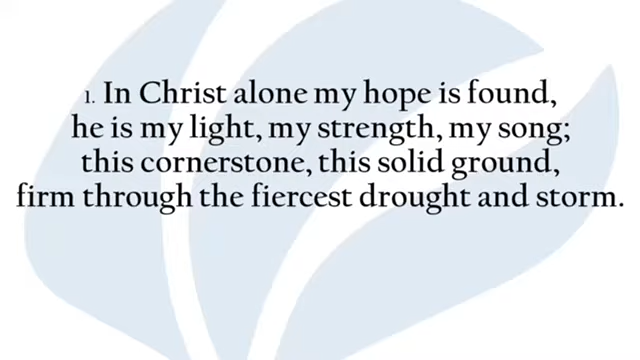 1. In Christ alone my hope is found,
he is my light, my strength, my song;
this cornerstone, this solid ground,
firm through the fiercest drought and storm.